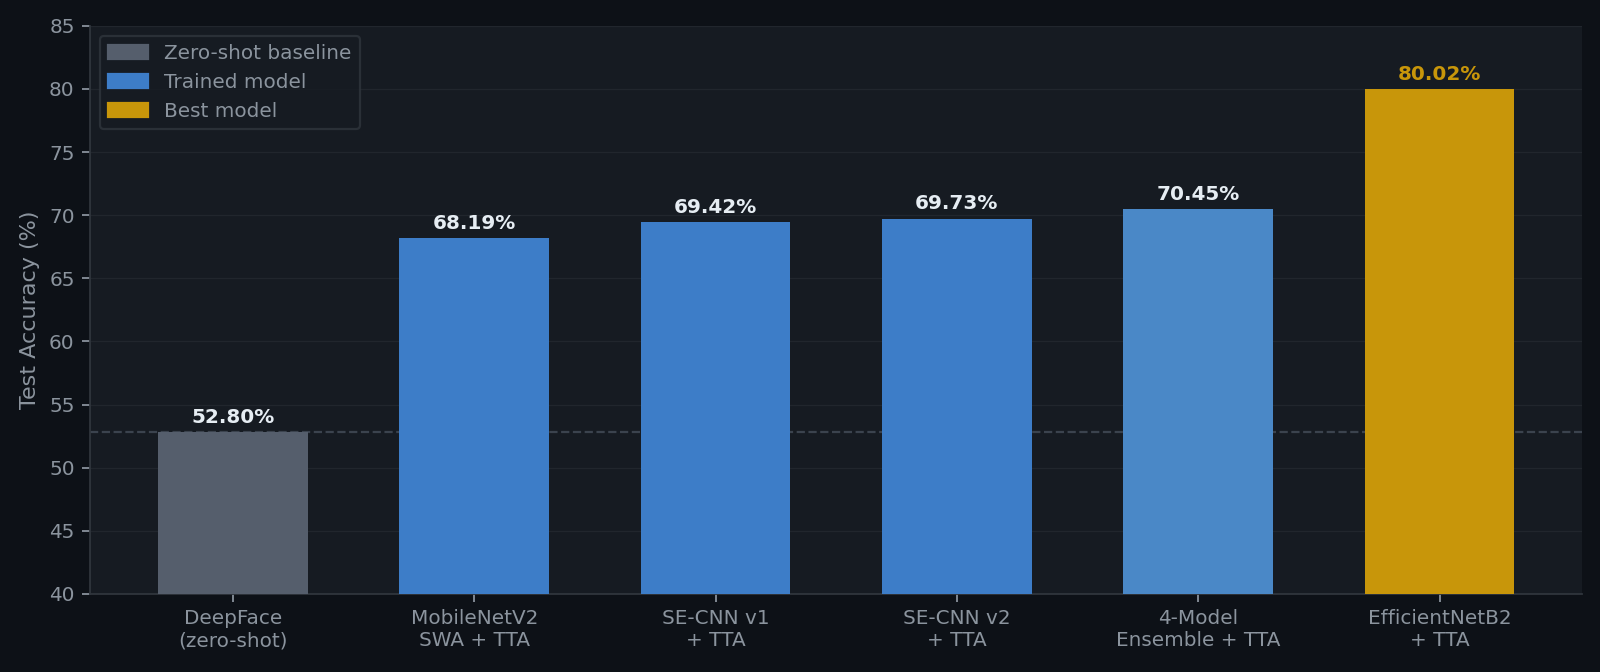 85
80
75
70
65
60
55
50
45
40
Test Accuracy (%)
Zero-shot baseline
Trained model
Best model
52.80%
68.19%
69.42%
69.73%
70.45%
80.02%
DeepFace
(zero-shot)
MobileNetV2
SWA + TTA
SE-CNN v1
+ TTA
SE-CNN v2
+ TTA
4-Model
Ensemble + TTA
EfficientNetB2
+ TTA